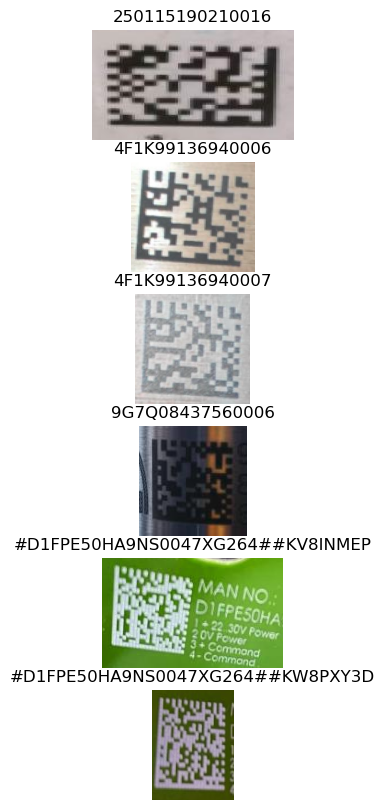 250115190210016
4F1K99136940006
4F1K99136940007
9G7Q08437560006
#D1FPE50HA9NS0047XG264##KV8INMEP
MAN NO.:
D1FPE50HA
1 + 22..30V Power
2 0V Power
3 + Command
4 - Command
#D1FPE50HA9NS0047XG264##KW8PXY3D